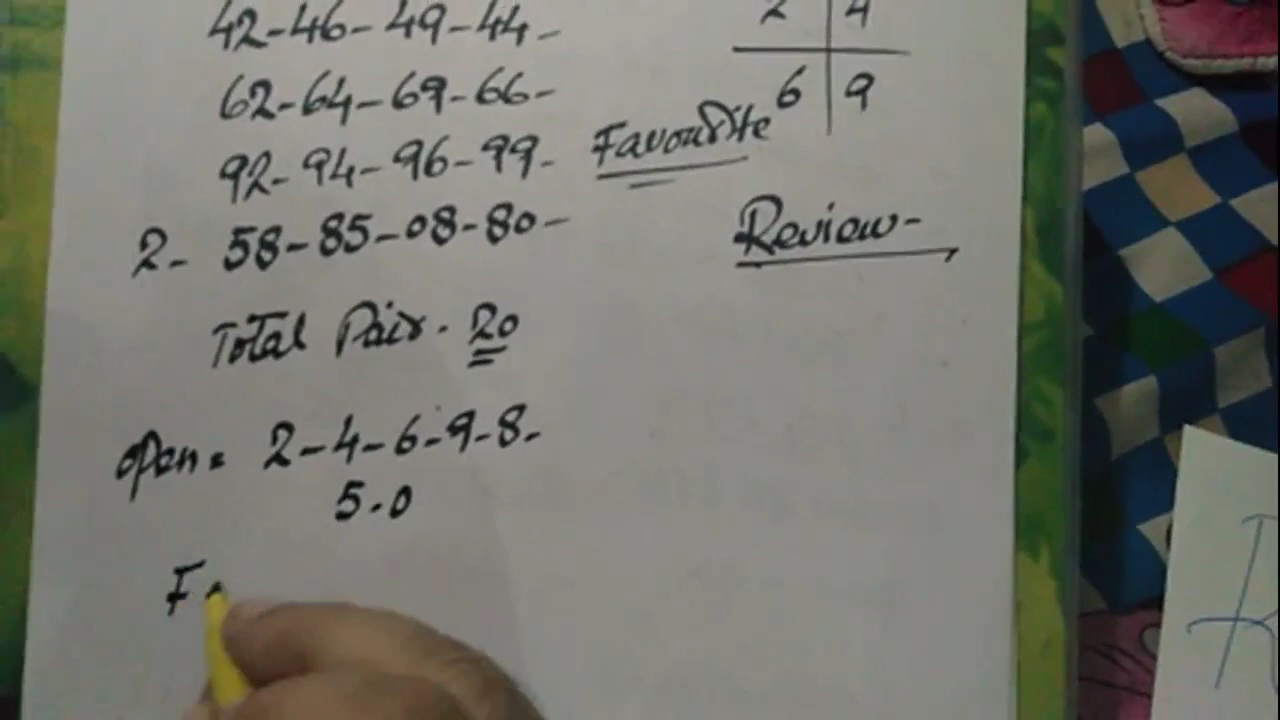 42-46-49-44-
2 4
62-64-69-66-
6 9
92-94-96-99- Favourite
2- 58-85-08-80-
Review-
Total Pair. 20
open= 2-4-6-9-8-
5.0